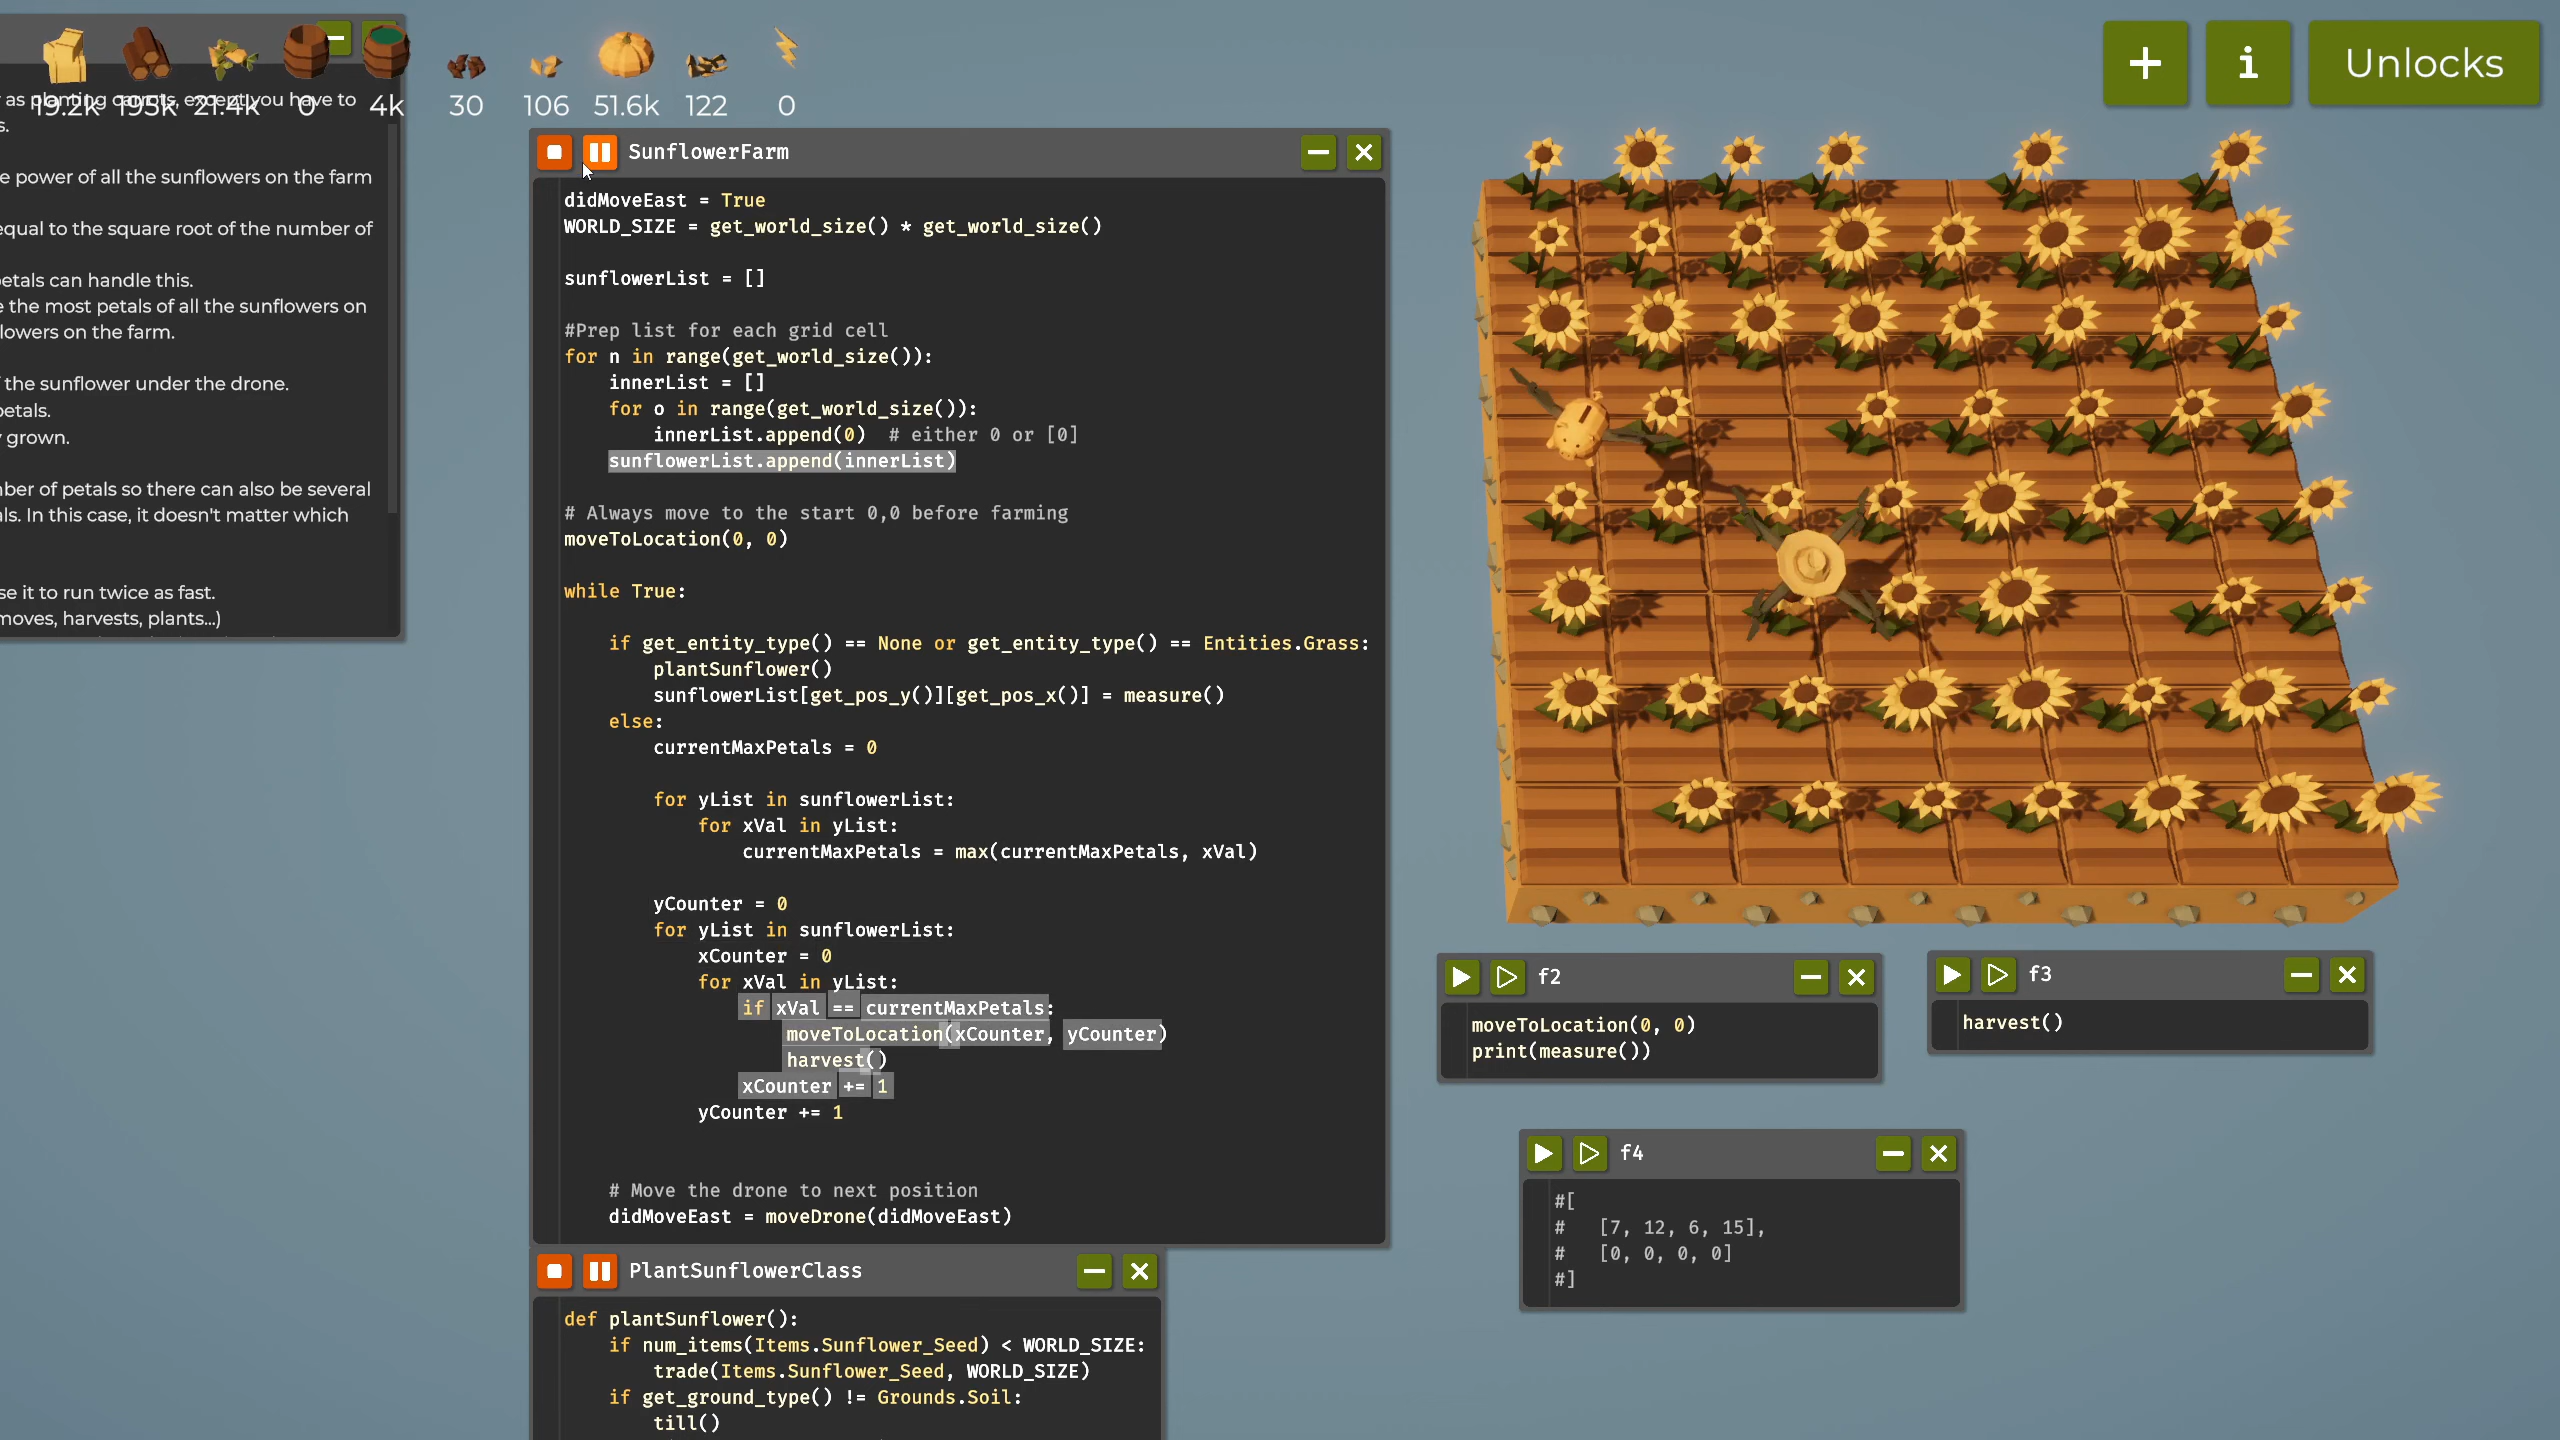 as planting carrots, except you have to
s.
e power of all the sunflowers on the farm
equal to the square root of the number of
petals can handle this.
e the most petals of all the sunflowers on
lowers on the farm.
f the sunflower under the drone.
petals.
y grown.
nber of petals so there can also be several
als. In this case, it doesn't matter which
se it to run twice as fast.
moves, harvests, plants...)
19.2k 195k 21.4k 0 4k 30 106 51.6k 122 0
+ i Unlocks
SunflowerFarm
didMoveEast = True
WORLD_SIZE = get_world_size() * get_world_size()
sunflowerList = []
#Prep list for each grid cell
for n in range(get_world_size()):
    innerList = []
    for o in range(get_world_size()):
        innerList.append(0)  # either 0 or [0]
    sunflowerList.append(innerList)
# Always move to the start 0,0 before farming
moveToLocation(0, 0)
while True:
    if get_entity_type() == None or get_entity_type() == Entities.Grass:
        plantSunflower()
        sunflowerList[get_pos_y()][get_pos_x()] = measure()
    else:
        currentMaxPetals = 0
        for yList in sunflowerList:
            for xVal in yList:
                currentMaxPetals = max(currentMaxPetals, xVal)
        yCounter = 0
        for yList in sunflowerList:
            xCounter = 0
            for xVal in yList:
                if xVal == currentMaxPetals:
                    moveToLocation(xCounter, yCounter)
                    harvest()
                xCounter += 1
            yCounter += 1
    # Move the drone to next position
    didMoveEast = moveDrone(didMoveEast)
PlantSunflowerClass
def plantSunflower():
    if num_items(Items.Sunflower_Seed) < WORLD_SIZE:
        trade(Items.Sunflower_Seed, WORLD_SIZE)
    if get_ground_type() != Grounds.Soil:
        till()
f2
moveToLocation(0, 0)
print(measure())
f3
harvest()
f4
#[
#   [7, 12, 6, 15],
#   [0, 0, 0, 0]
#]